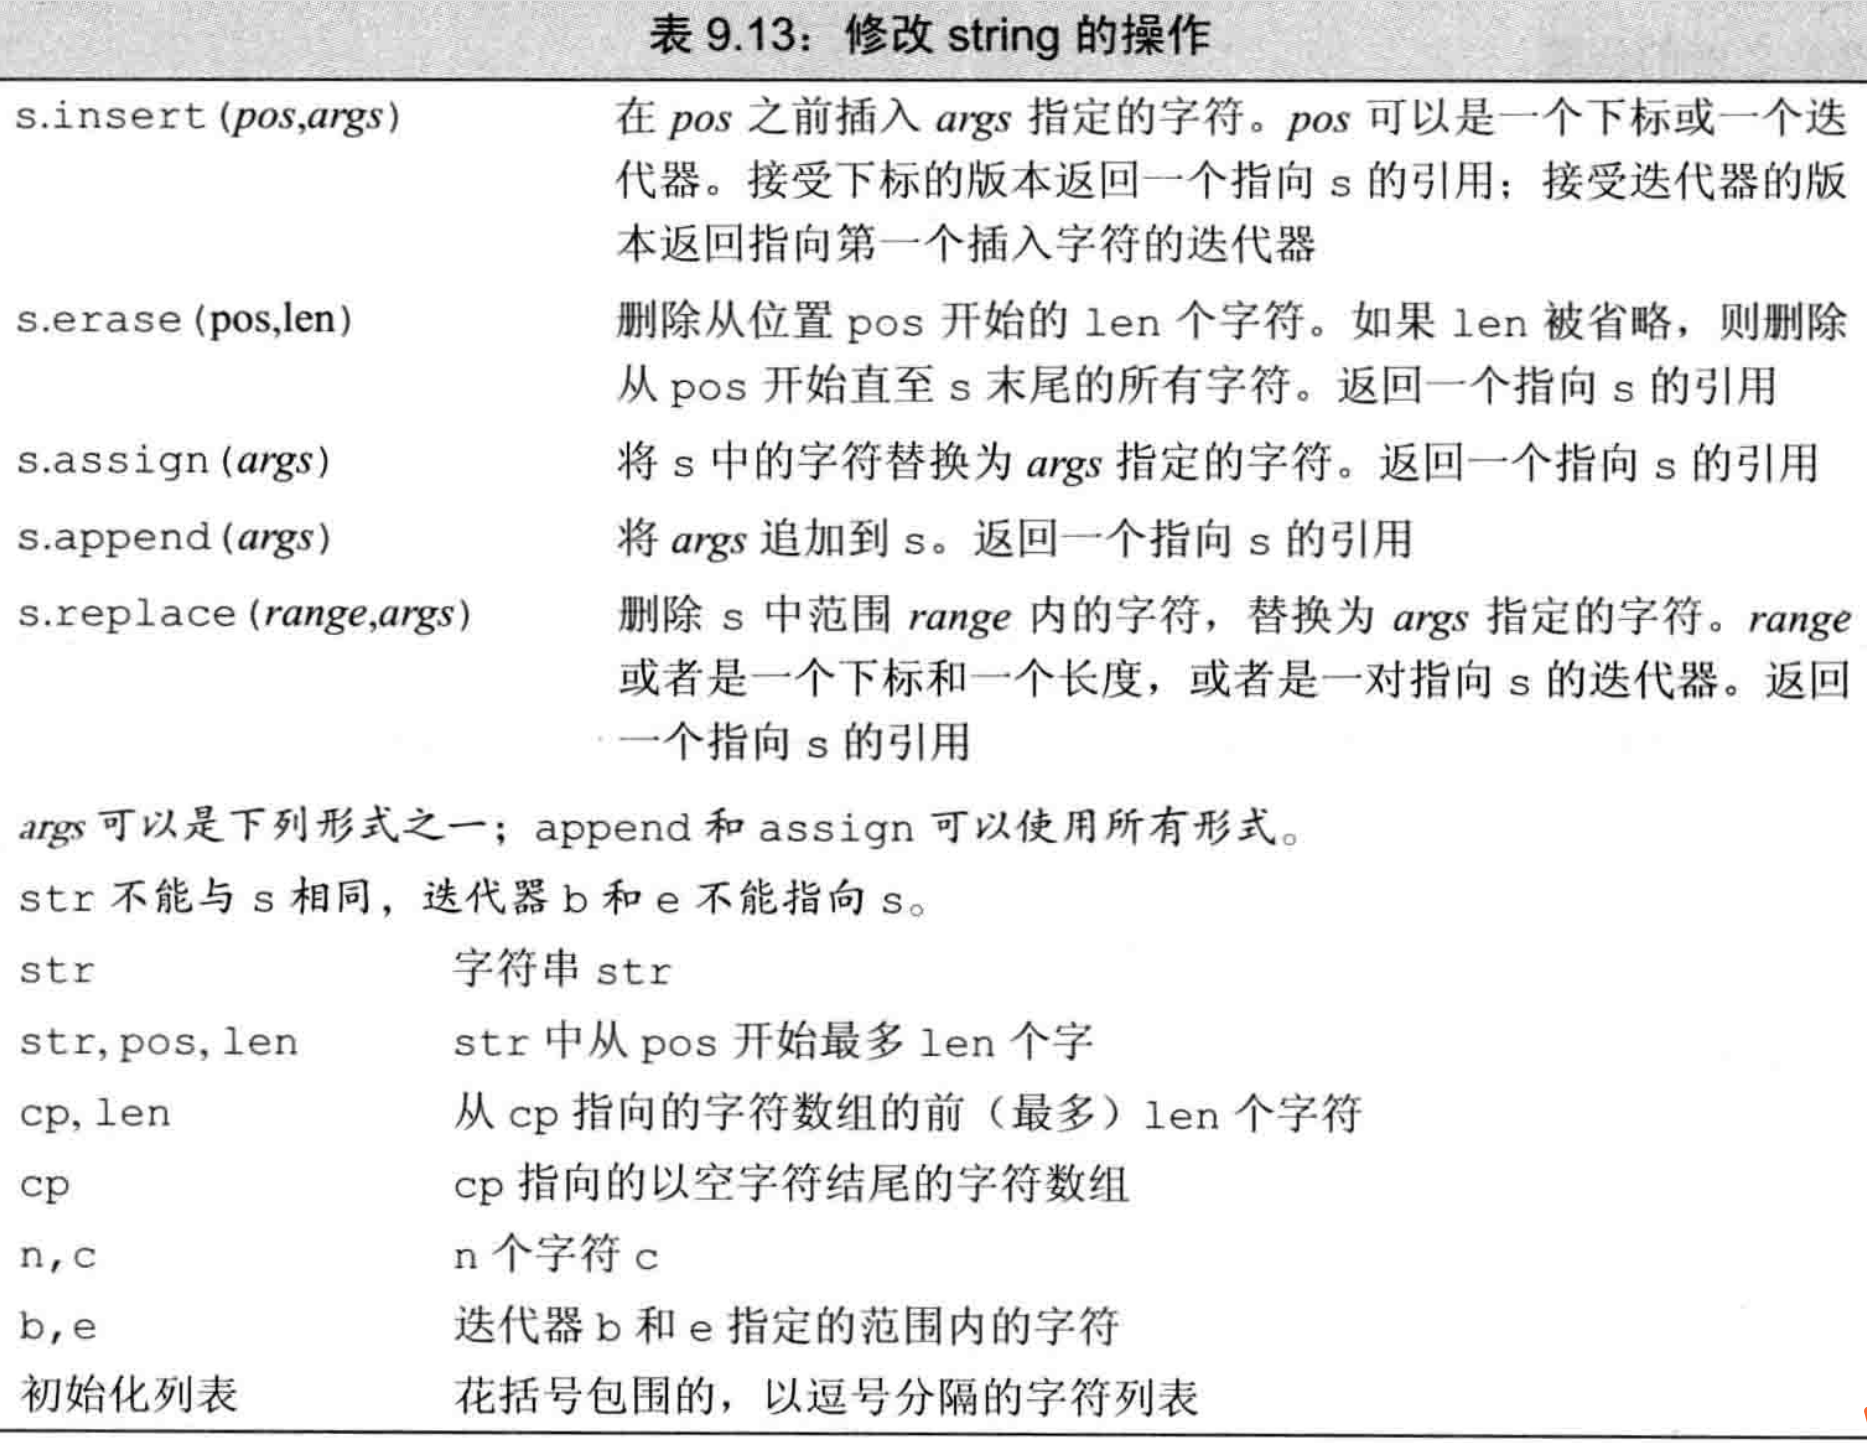 表 9.13：修改 string 的操作
s.insert(pos,args) 在 pos 之前插入 args 指定的字符。pos 可以是一个下标或一个迭
代器。接受下标的版本返回一个指向 s 的引用；接受迭代器的版
本返回指向第一个插入字符的迭代器
s.erase(pos,len) 删除从位置 pos 开始的 len 个字符。如果 len 被省略，则删除
从 pos 开始直至 s 末尾的所有字符。返回一个指向 s 的引用
s.assign(args) 将 s 中的字符替换为 args 指定的字符。返回一个指向 s 的引用
s.append(args) 将 args 追加到 s。返回一个指向 s 的引用
s.replace(range,args) 删除 s 中范围 range 内的字符，替换为 args 指定的字符。range
或者是一个下标和一个长度，或者是一对指向 s 的迭代器。返回
一个指向 s 的引用
args 可以是下列形式之一；append 和 assign 可以使用所有形式。
str 不能与 s 相同，迭代器 b 和 e 不能指向 s。
str 字符串 str
str,pos,len str 中从 pos 开始最多 len 个字
cp,len 从 cp 指向的字符数组的前（最多）len 个字符
cp cp 指向的以空字符结尾的字符数组
n,c n 个字符 c
b,e 迭代器 b 和 e 指定的范围内的字符
初始化列表 花括号包围的，以逗号分隔的字符列表